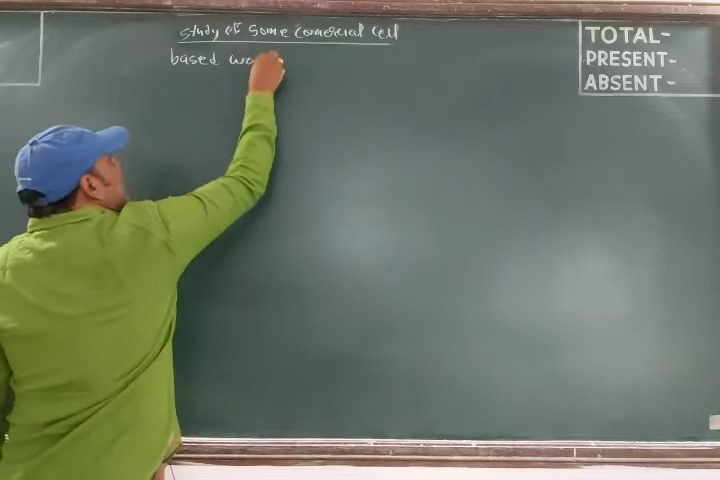 study of Some Comercial Cell
based
TOTAL-
PRESENT-
ABSENT-